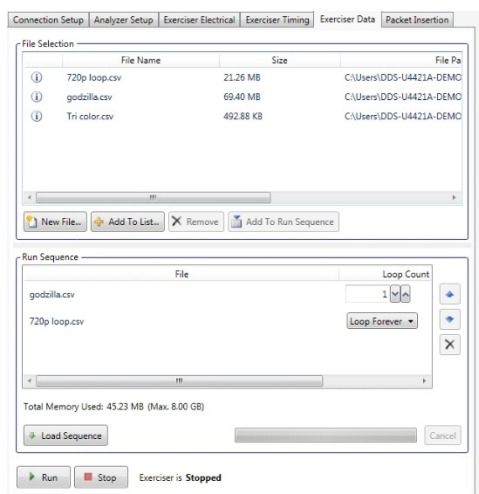 Connection Setup Analyzer Setup Exerciser Electrical Exerciser Timing Exerciser Data Packet Insertion
File Selection
File Name Size File Pa
720p loop.csv 21.26 MB C:\Users\DDS-U4421A-DEMO
godzilla.csv 69.40 MB C:\Users\DDS-U4421A-DEMO
Tri color.csv 492.88 KB C:\Users\DDS-U4421A-DEMO
New File... Add To List... Remove Add To Run Sequence
Run Sequence
File Loop Count
godzilla.csv 1
720p loop.csv Loop Forever
Total Memory Used: 45.23 MB (Max. 8.00 GB)
Load Sequence Cancel
Run Stop Exerciser is Stopped